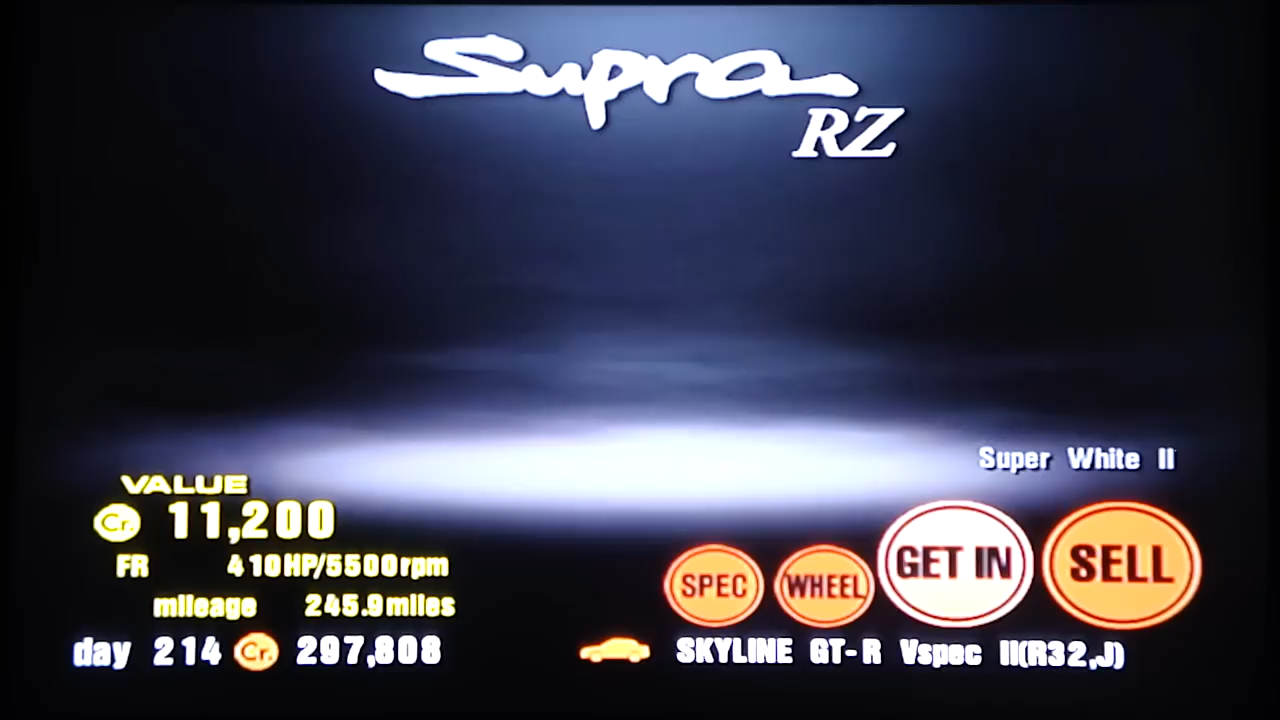 Supra
RZ
Super White II
VALUE
Cr. 11,200
FR 410HP/5500rpm
mileage 245.9miles
day 214 Cr. 297,808
SPEC
WHEEL
GET IN
SELL
SKYLINE GT-R Vspec II(R32,J)